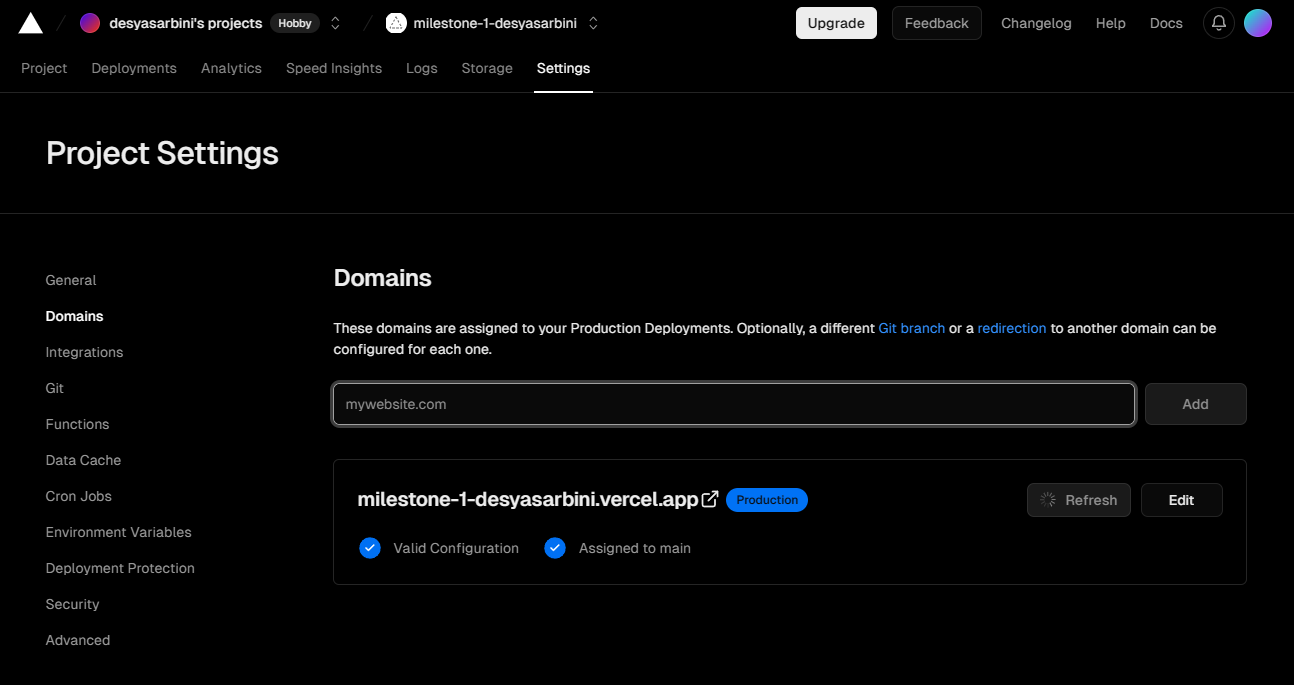 desyasarbini's projects Hobby milestone-1-desyasarbini Upgrade Feedback Changelog Help Docs
Project Deployments Analytics Speed Insights Logs Storage Settings
Project Settings
General
Domains
Integrations
Git
Functions
Data Cache
Cron Jobs
Environment Variables
Deployment Protection
Security
Advanced
Domains
These domains are assigned to your Production Deployments. Optionally, a different Git branch or a redirection to another domain can be
configured for each one.
mywebsite.com Add
milestone-1-desyasarbini.vercel.app Production Refresh Edit
Valid Configuration Assigned to main